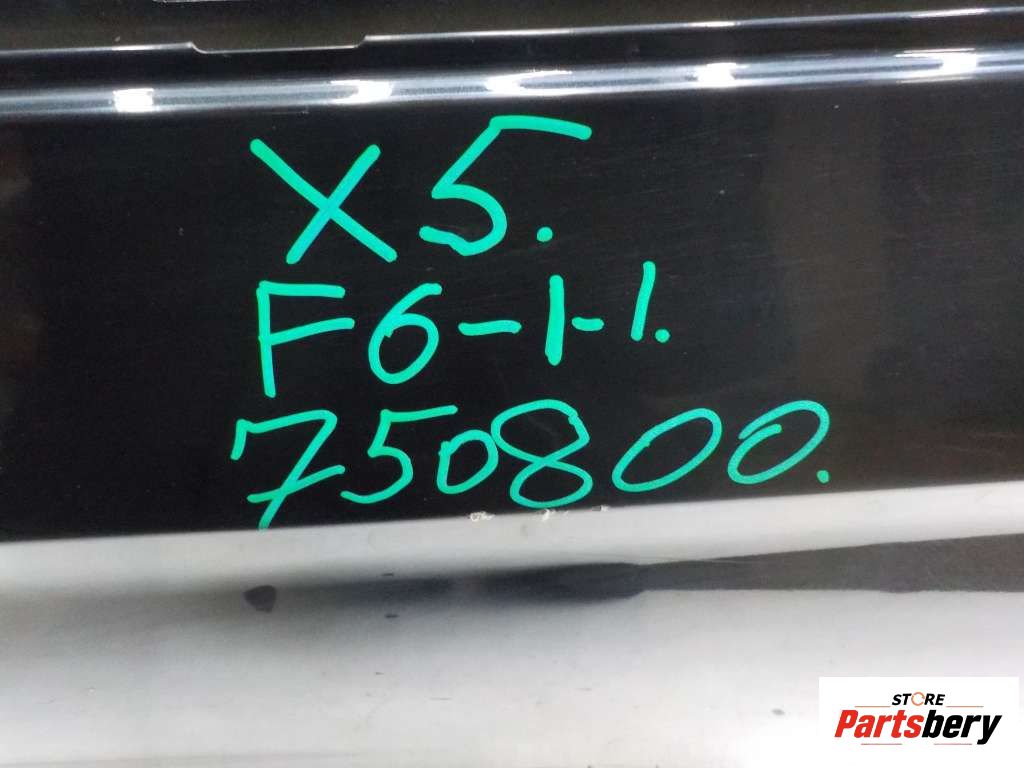 X5.
F6-1-1.
750800.
STORE
Partsbery